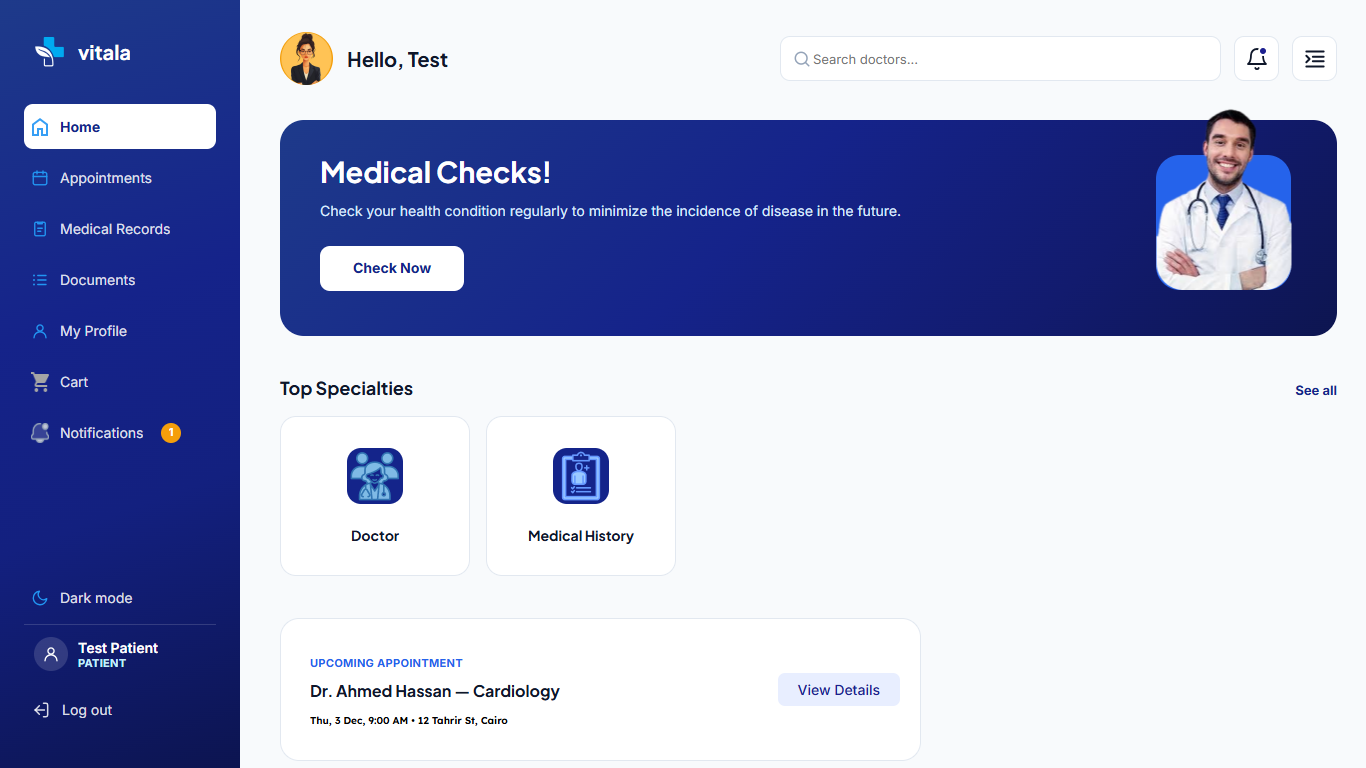 vitala
Home
Appointments
Medical Records
Documents
My Profile
Cart
Notifications 1
Dark mode
Test Patient
PATIENT
Log out
Hello, Test
Search doctors...
Medical Checks!
Check your health condition regularly to minimize the incidence of disease in the future.
Check Now
Top Specialties
See all
Doctor
Medical History
UPCOMING APPOINTMENT
Dr. Ahmed Hassan — Cardiology
Thu, 3 Dec, 9:00 AM • 12 Tahrir St, Cairo
View Details